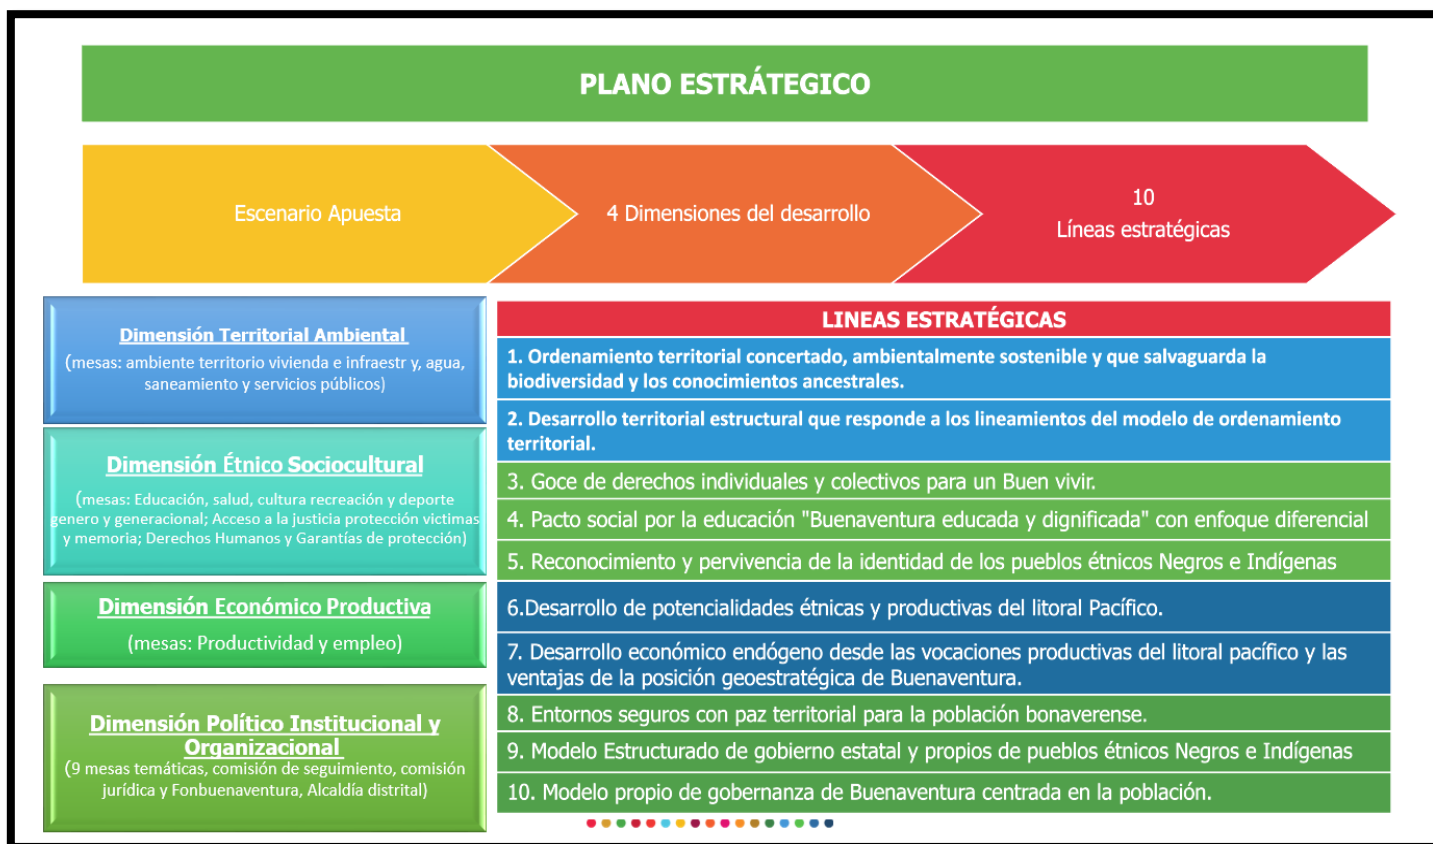 PLANO ESTRÁTEGICO
Escenario Apuesta
4 Dimensiones del desarrollo
10
Líneas estratégicas
Dimensión Territorial Ambiental
(mesas: ambiente territorio vivienda e infraestr y, agua,
saneamiento y servicios públicos)
Dimensión Étnico Sociocultural
(mesas: Educación, salud, cultura recreación y deporte
genero y generacional; Acceso a la justicia protección victimas
y memoria; Derechos Humanos y Garantías de protección)
Dimensión Económico Productiva
(mesas: Productividad y empleo)
Dimensión Político Institucional y
Organizacional
(9 mesas temáticas, comisión de seguimiento, comisión
jurídica y Fonbuenaventura, Alcaldía distrital)
LINEAS ESTRATÉGICAS
1. Ordenamiento territorial concertado, ambientalmente sostenible y que salvaguarda la
biodiversidad y los conocimientos ancestrales.
2. Desarrollo territorial estructural que responde a los lineamientos del modelo de ordenamiento
territorial.
3. Goce de derechos individuales y colectivos para un Buen vivir.
4. Pacto social por la educación "Buenaventura educada y dignificada" con enfoque diferencial
5. Reconocimiento y pervivencia de la identidad de los pueblos étnicos Negros e Indígenas
6.Desarrollo de potencialidades étnicas y productivas del litoral Pacífico.
7. Desarrollo económico endógeno desde las vocaciones productivas del litoral pacífico y las
ventajas de la posición geoestratégica de Buenaventura.
8. Entornos seguros con paz territorial para la población bonaverense.
9. Modelo Estructurado de gobierno estatal y propios de pueblos étnicos Negros e Indígenas
10. Modelo propio de gobernanza de Buenaventura centrada en la población.